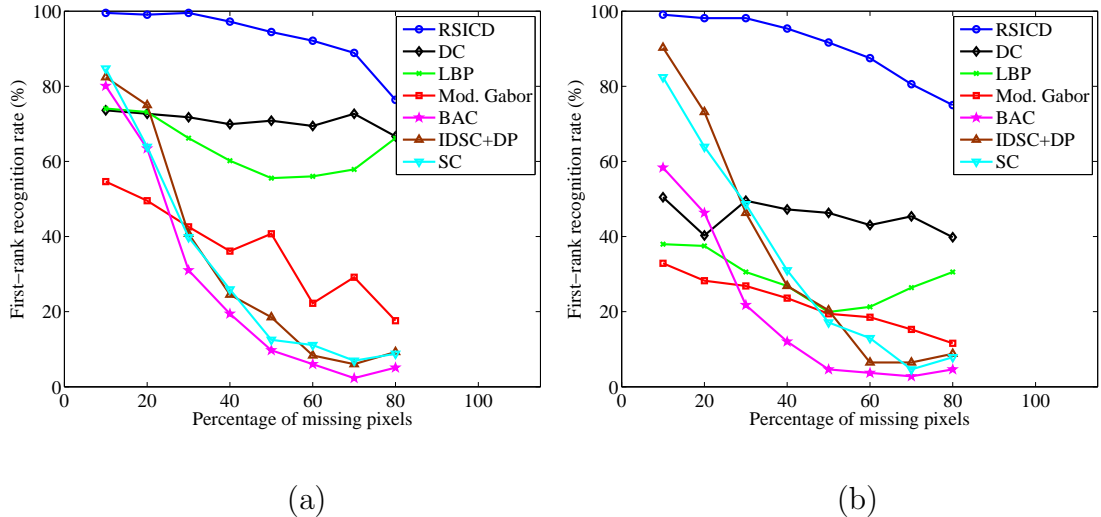 100
80
60
40
20
0
First−rank recognition rate (%)
0
20
40
60
80
100
Percentage of missing pixels
RSICD
DC
LBP
Mod. Gabor
BAC
IDSC+DP
SC
(a)
100
80
60
40
20
0
First−rank recognition rate (%)
0
20
40
60
80
100
Percentage of missing pixels
RSICD
DC
LBP
Mod. Gabor
BAC
IDSC+DP
SC
(b)